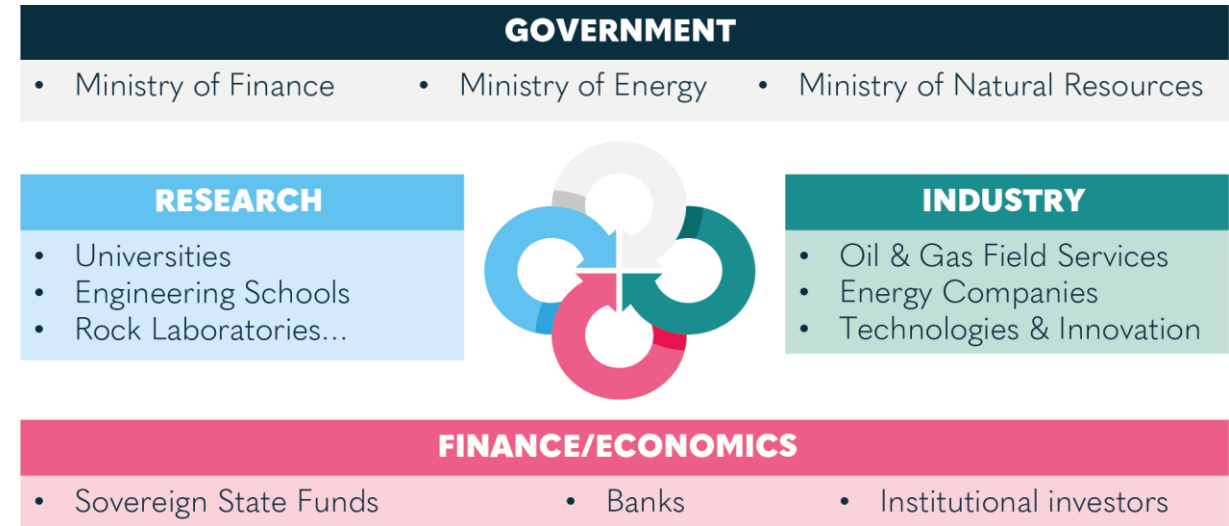 GOVERNMENT
• Ministry of Finance • Ministry of Energy • Ministry of Natural Resources
RESEARCH
• Universities
• Engineering Schools
• Rock Laboratories...
INDUSTRY
• Oil & Gas Field Services
• Energy Companies
• Technologies & Innovation
FINANCE/ECONOMICS
• Sovereign State Funds • Banks • Institutional investors